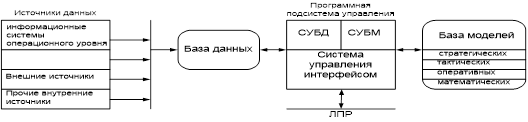 Источники данных
информационные
системы
операционного уровня
Внешние источники
Прочие внутренние
источники
База данных
Программная
подсистема управления
СУБД
СУБМ
Система
управления
интерфейсом
ЛПР
База моделей
стратегических
тактических
оперативных
математических